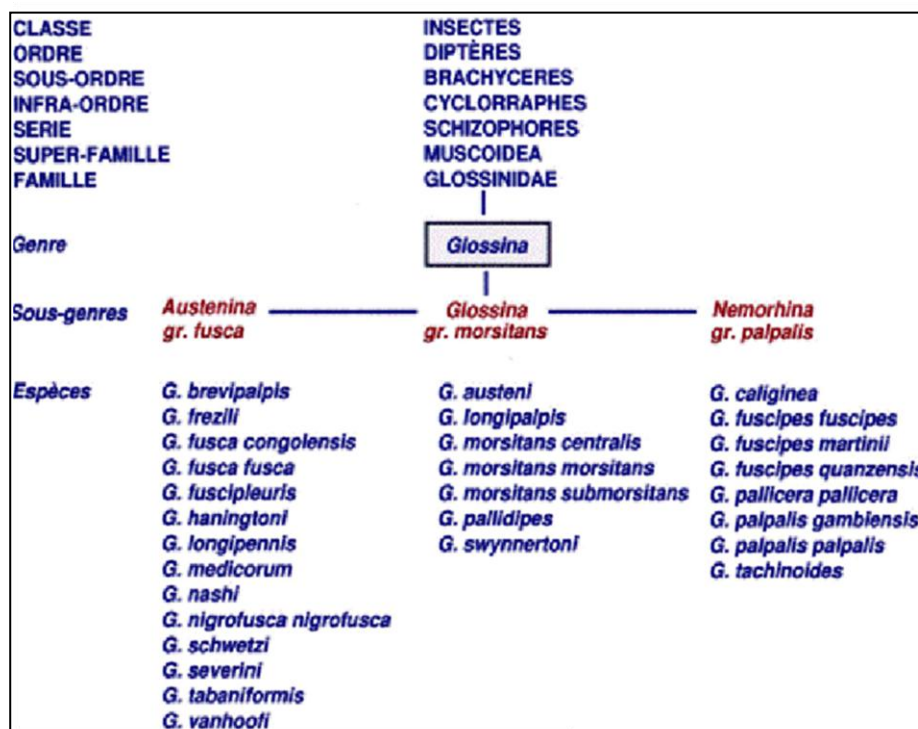 CLASSE INSECTES
ORDRE DIPTÈRES
SOUS-ORDRE BRACHYCERES
INFRA-ORDRE CYCLORRAPHES
SERIE SCHIZOPHORES
SUPER-FAMILLE MUSCOIDEA
FAMILLE GLOSSINIDAE
Genre Glossina
Sous-genres Austenina Glossina Nemorhina
gr. fusca gr. morsitans gr. palpalis
Espèces G. brevipalpis G. austeni G. caliginea
G. frezili G. longipalpis G. fuscipes fuscipes
G. fusca congolensis G. morsitans centralis G. fuscipes martinii
G. fusca fusca G. morsitans morsitans G. fuscipes quanzensis
G. fuscipleuris G. morsitans submorsitans G. pallicera pallicera
G. haningtoni G. pallidipes G. palpalis gambiensis
G. longipennis G. swynnertoni G. palpalis palpalis
G. medicorum G. tachinoides
G. nashi
G. nigrofusca nigrofusca
G. schwetzi
G. severini
G. tabaniformis
G. vanhoofi